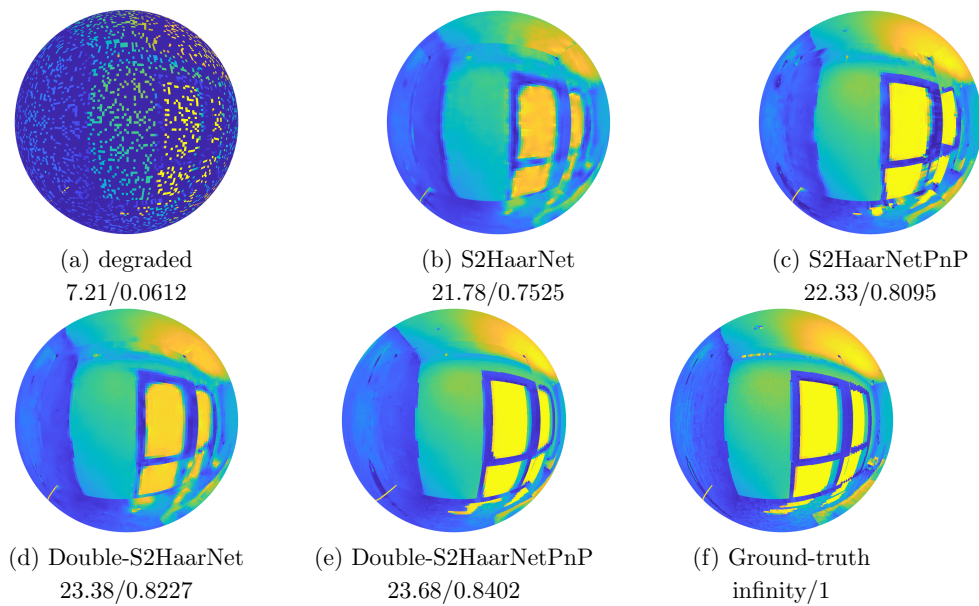 (a) degraded
7.21/0.0612
(b) S2HaarNet
21.78/0.7525
(c) S2HaarNetPnP
22.33/0.8095
(d) Double-S2HaarNet
23.38/0.8227
(e) Double-S2HaarNetPnP
23.68/0.8402
(f) Ground-truth
infinity/1